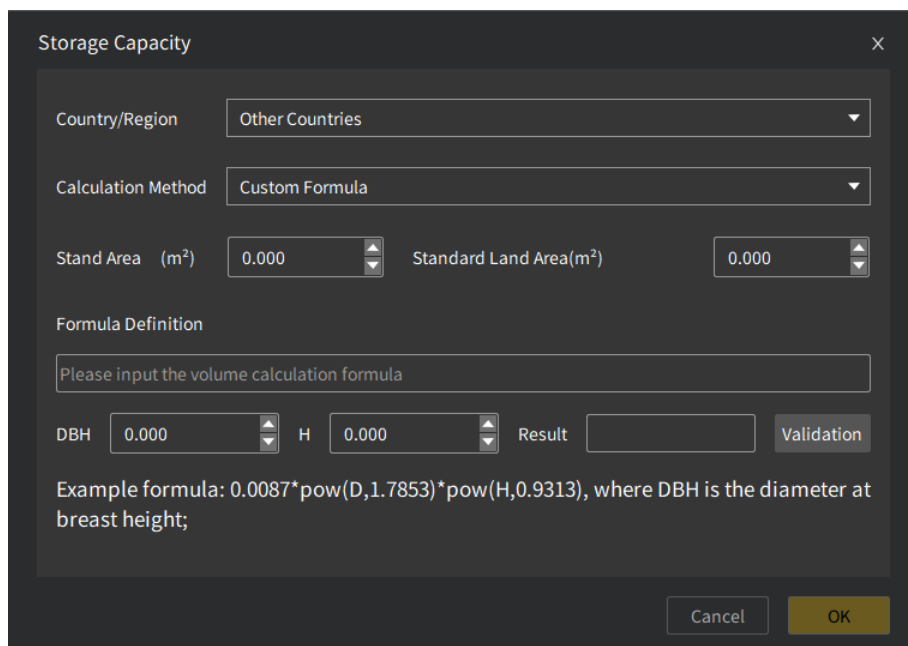 Storage Capacity X
Country/Region Other Countries
Calculation Method Custom Formula
Stand Area (m²) 0.000 Standard Land Area(m²) 0.000
Formula Definition
Please input the volume calculation formula
DBH 0.000 H 0.000 Result Validation
Example formula: 0.0087*pow(D,1.7853)*pow(H,0.9313), where DBH is the diameter at
breast height;
Cancel OK